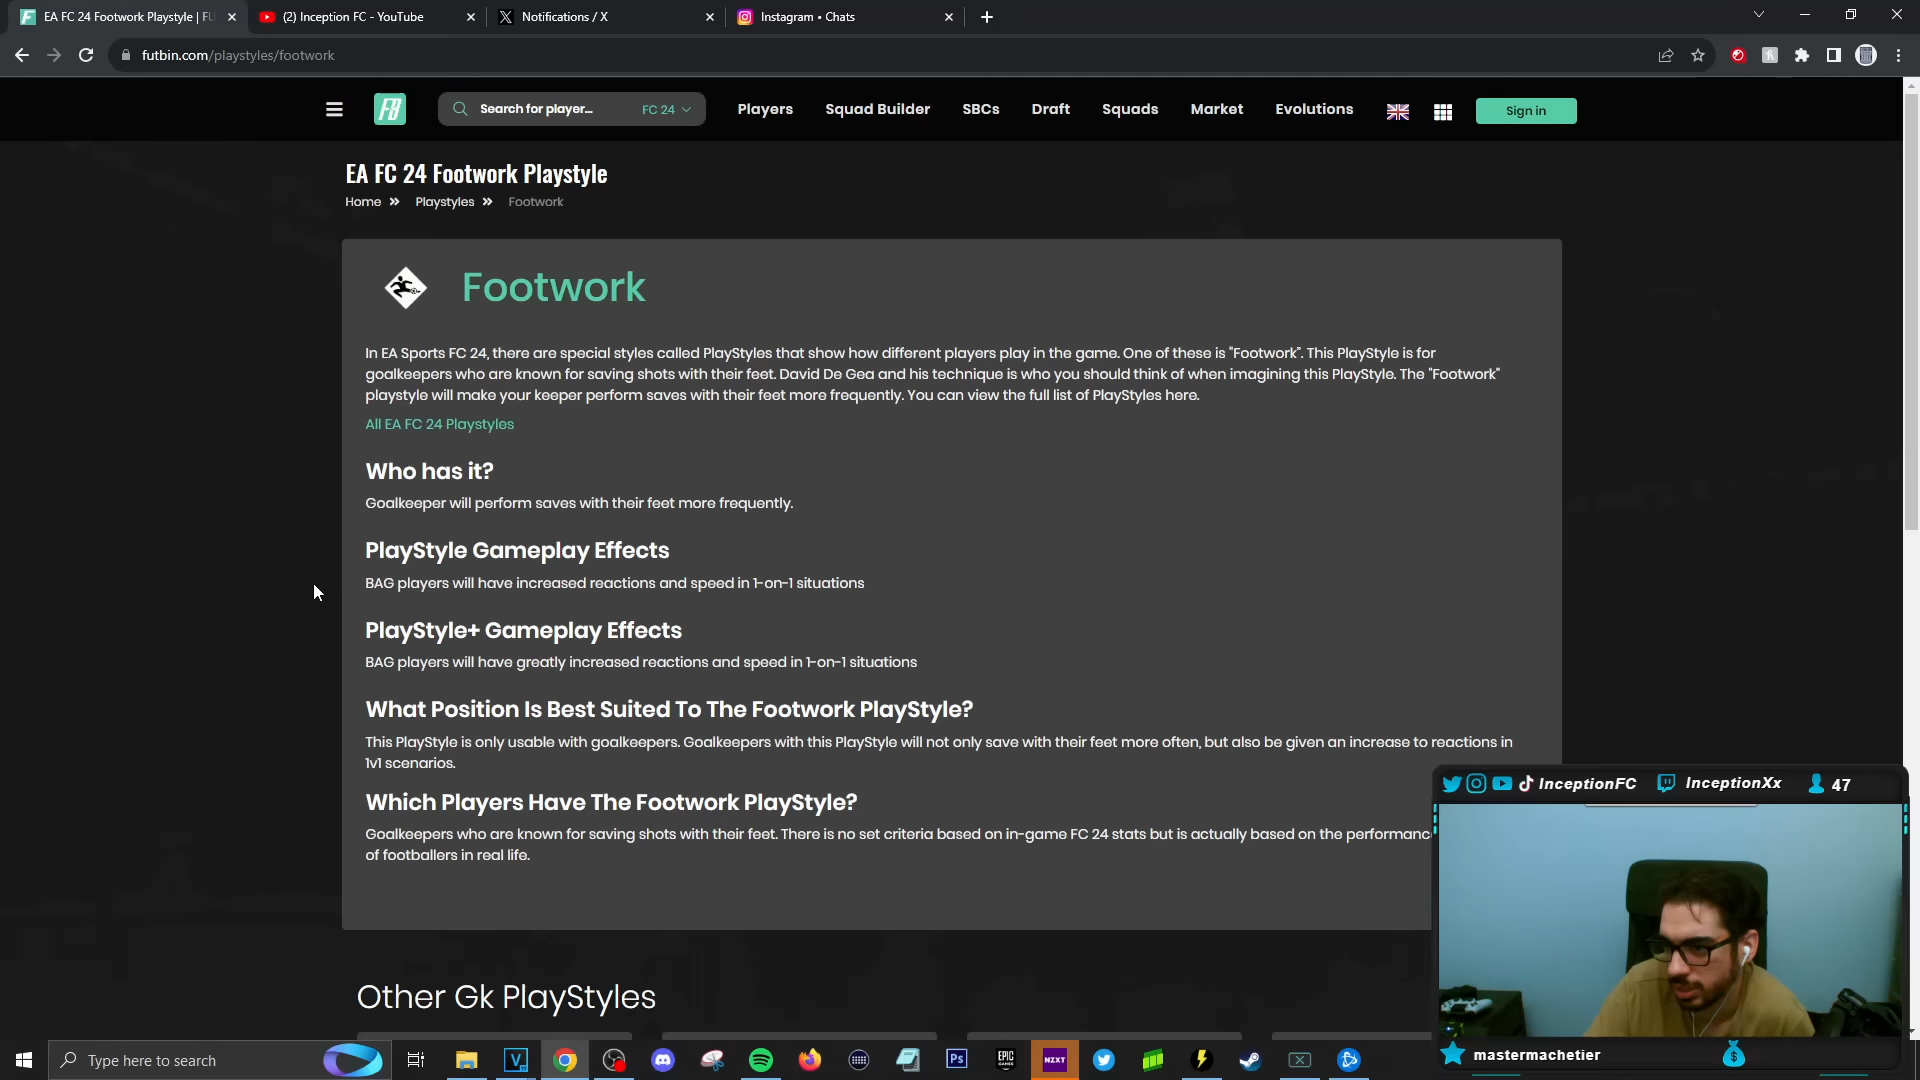 EA FC 24 Footwork Playstyle | FU
(2) Inception FC - YouTube
Notifications / X
Instagram • Chats
futbin.com/playstyles/footwork
FB
Search for player...
FC 24
Players
Squad Builder
SBCs
Draft
Squads
Market
Evolutions
Sign in
EA FC 24 Footwork Playstyle
Home » Playstyles » Footwork
Footwork
In EA Sports FC 24, there are special styles called PlayStyles that show how different players play in the game. One of these is "Footwork". This PlayStyle is for
goalkeepers who are known for saving shots with their feet. David De Gea and his technique is who you should think of when imagining this PlayStyle. The "Footwork"
playstyle will make your keeper perform saves with their feet more frequently. You can view the full list of PlayStyles here.
All EA FC 24 Playstyles
Who has it?
Goalkeeper will perform saves with their feet more frequently.
PlayStyle Gameplay Effects
BAG players will have increased reactions and speed in 1-on-1 situations
PlayStyle+ Gameplay Effects
BAG players will have greatly increased reactions and speed in 1-on-1 situations
What Position Is Best Suited To The Footwork PlayStyle?
This PlayStyle is only usable with goalkeepers. Goalkeepers with this PlayStyle will not only save with their feet more often, but also be given an increase to reactions in
1v1 scenarios.
Which Players Have The Footwork PlayStyle?
Goalkeepers who are known for saving shots with their feet. There is no set criteria based on in-game FC 24 stats but is actually based on the performanc
of footballers in real life.
Other Gk PlayStyles
InceptionFC
InceptionXx
47
mastermachetier
Type here to search
V
Ps
EPIC GAMES
NZXT